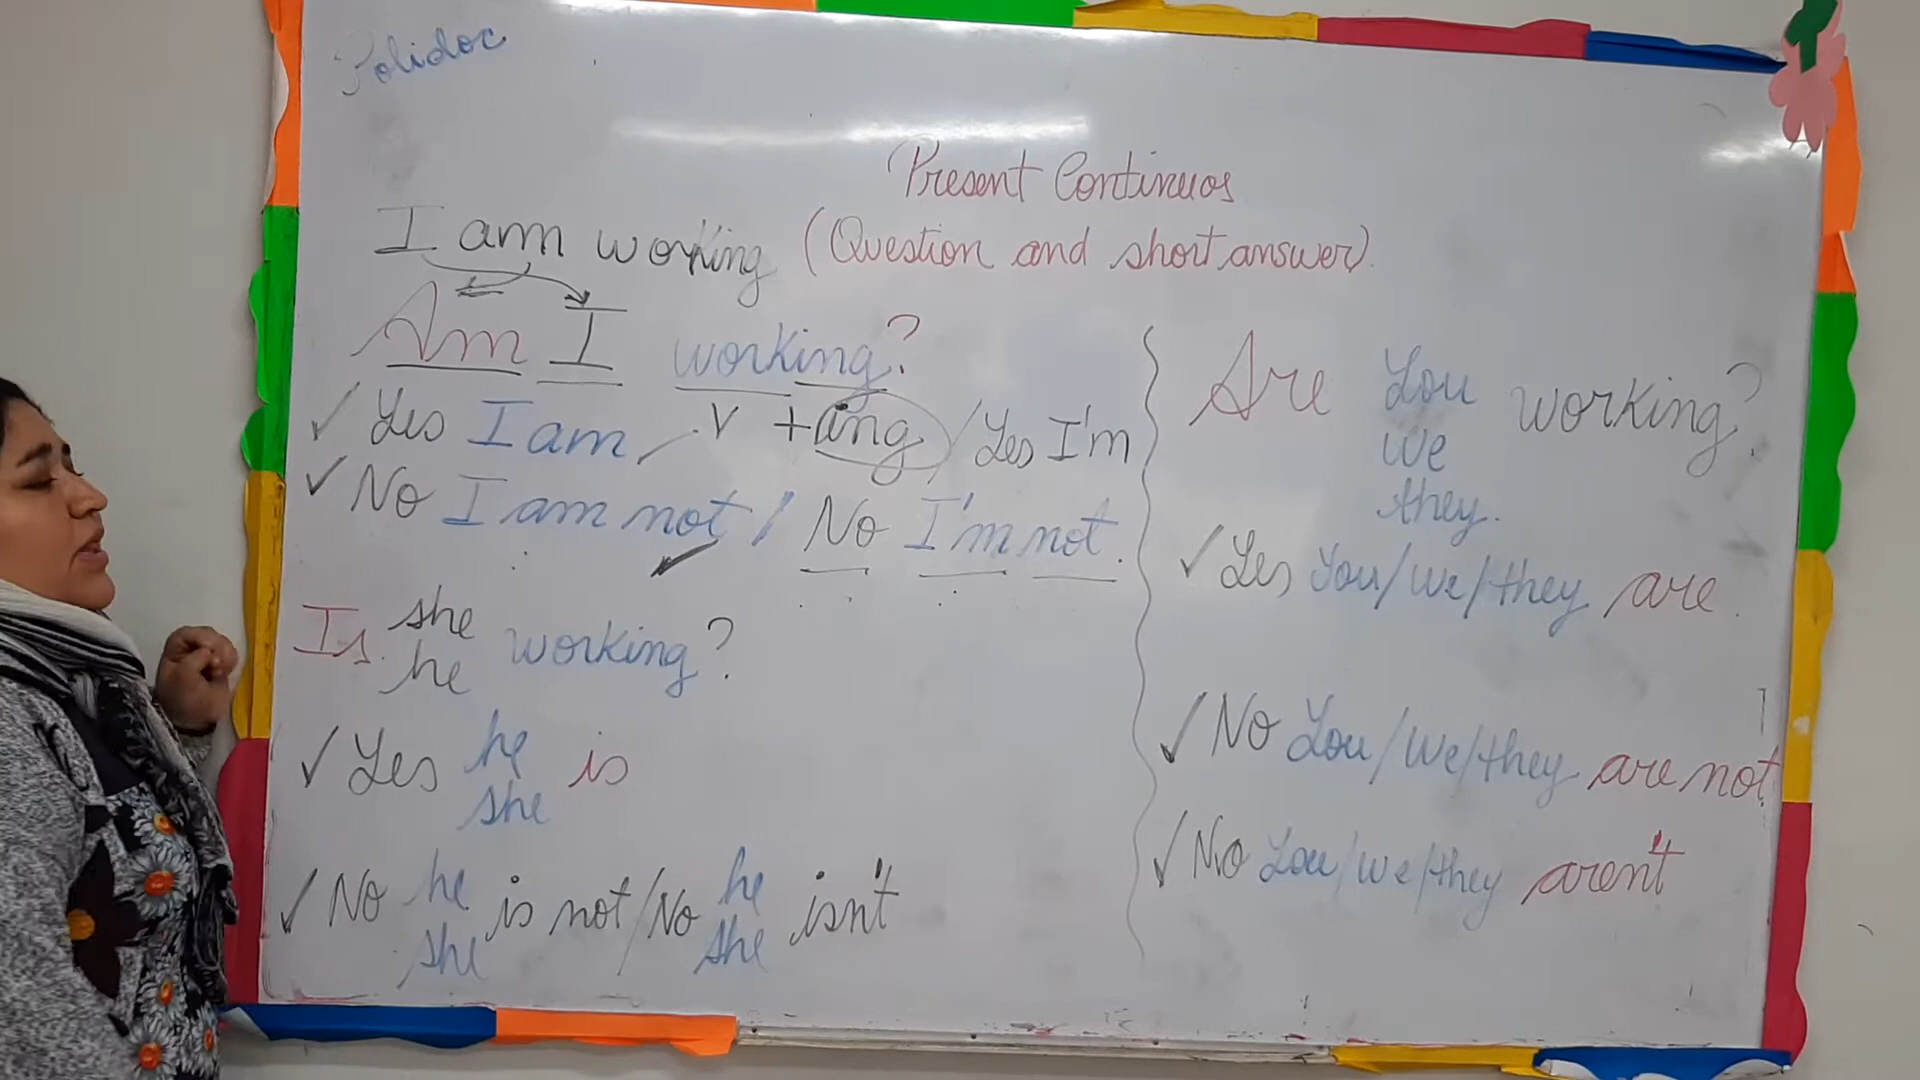 Polidoc
Present Continuos
I am working (Question and short answer).
Am I working?
V + ing
✓ Yes I am / Yes I'm
✓ No I am not / No I'm not.
Is she working?
he
✓ Yes he is
she
✓ No he is not / No he isn't
she she
Are You working?
we
they.
✓ Yes You/we/they are
✓ No You/we/they are not
✓ No You/we/they aren't